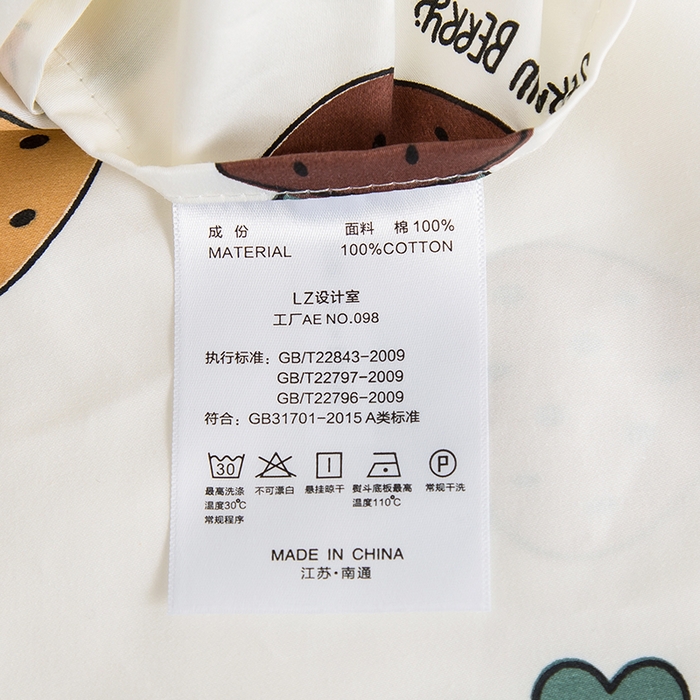 STRAW BERRY.
成 份 面料 棉 100%
MATERIAL 100%COTTON
LZ设计室
工厂AE NO.098
执行标准: GB/T22843-2009
GB/T22797-2009
GB/T22796-2009
符合: GB31701-2015 A类标准
30 P
最高洗涤 不可漂白 悬挂晾干 熨斗底板最高 常规干洗
温度30℃ 温度110℃
常规程序
MADE IN CHINA
江苏·南通